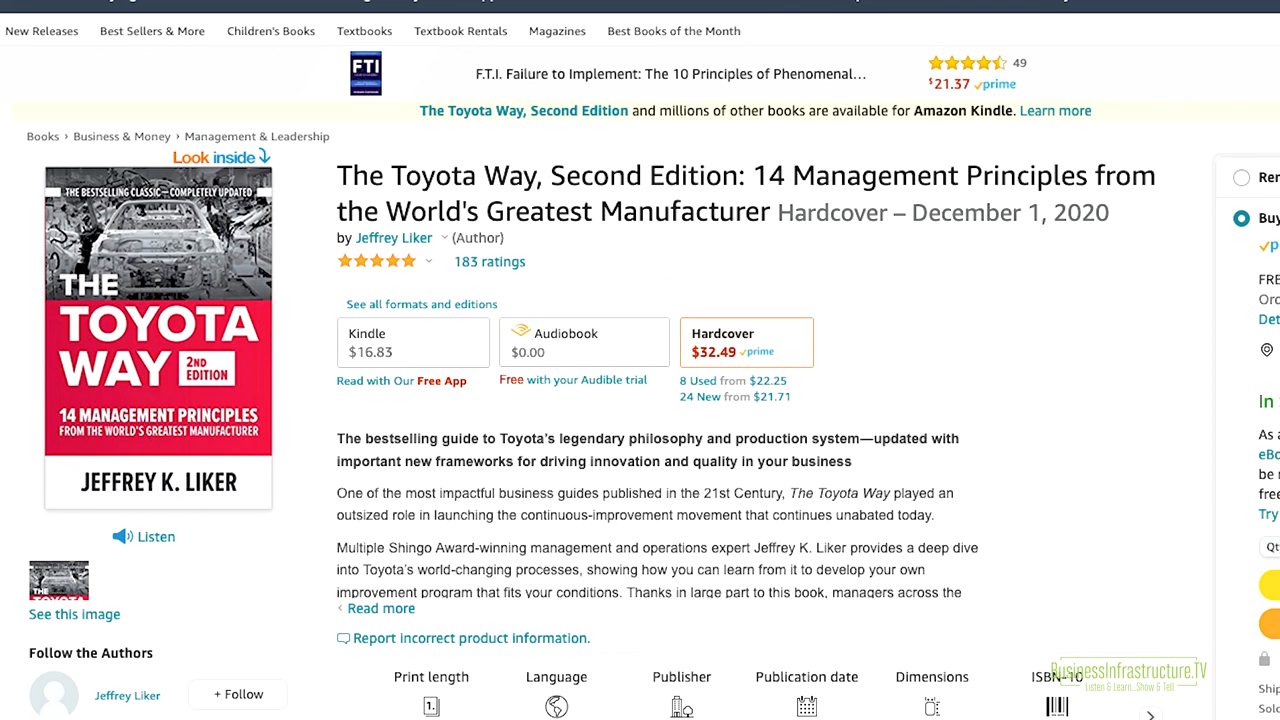 New Releases Best Sellers & More Children's Books Textbooks Textbook Rentals Magazines Best Books of the Month
FTI
F.T.I. Failure to Implement: The 10 Principles of Phenomenal...
49
$21.37 prime
The Toyota Way, Second Edition and millions of other books are available for Amazon Kindle. Learn more
Books › Business & Money › Management & Leadership
Look inside
THE BESTSELLING CLASSIC—COMPLETELY UPDATED
THE
TOYOTA
WAY
2ND
EDITION
14 MANAGEMENT PRINCIPLES
FROM THE WORLD'S GREATEST MANUFACTURER
JEFFREY K. LIKER
Listen
See this image
Follow the Authors
Jeffrey Liker
+ Follow
The Toyota Way, Second Edition: 14 Management Principles from
the World's Greatest Manufacturer Hardcover – December 1, 2020
by Jeffrey Liker (Author)
183 ratings
See all formats and editions
Kindle
$16.83
Read with Our Free App
Audiobook
$0.00
Free with your Audible trial
Hardcover
$32.49 prime
8 Used from $22.25
24 New from $21.71
The bestselling guide to Toyota's legendary philosophy and production system—updated with
important new frameworks for driving innovation and quality in your business
One of the most impactful business guides published in the 21st Century, The Toyota Way played an
outsized role in launching the continuous-improvement movement that continues unabated today.
Multiple Shingo Award-winning management and operations expert Jeffrey K. Liker provides a deep dive
into Toyota's world-changing processes, showing how you can learn from it to develop your own
improvement program that fits your conditions. Thanks in large part to this book, managers across the
Read more
Report incorrect product information.
Print length Language Publisher Publication date Dimensions ISBN-10
BusinessInfrastructure.TV
Listen & Learn...Show & Tell
In
As a
be
Try